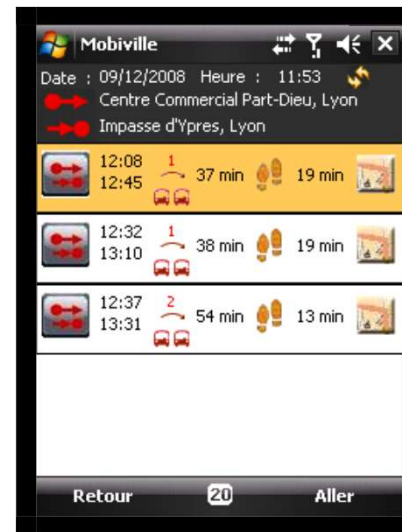 Mobiville
Date : 09/12/2008 Heure : 11:53
Centre Commercial Part-Dieu, Lyon
Impasse d'Ypres, Lyon
12:08 1 37 min 19 min
12:45
12:32 1 38 min 19 min
13:10
12:37 2 54 min 13 min
13:31
Retour 20 Aller